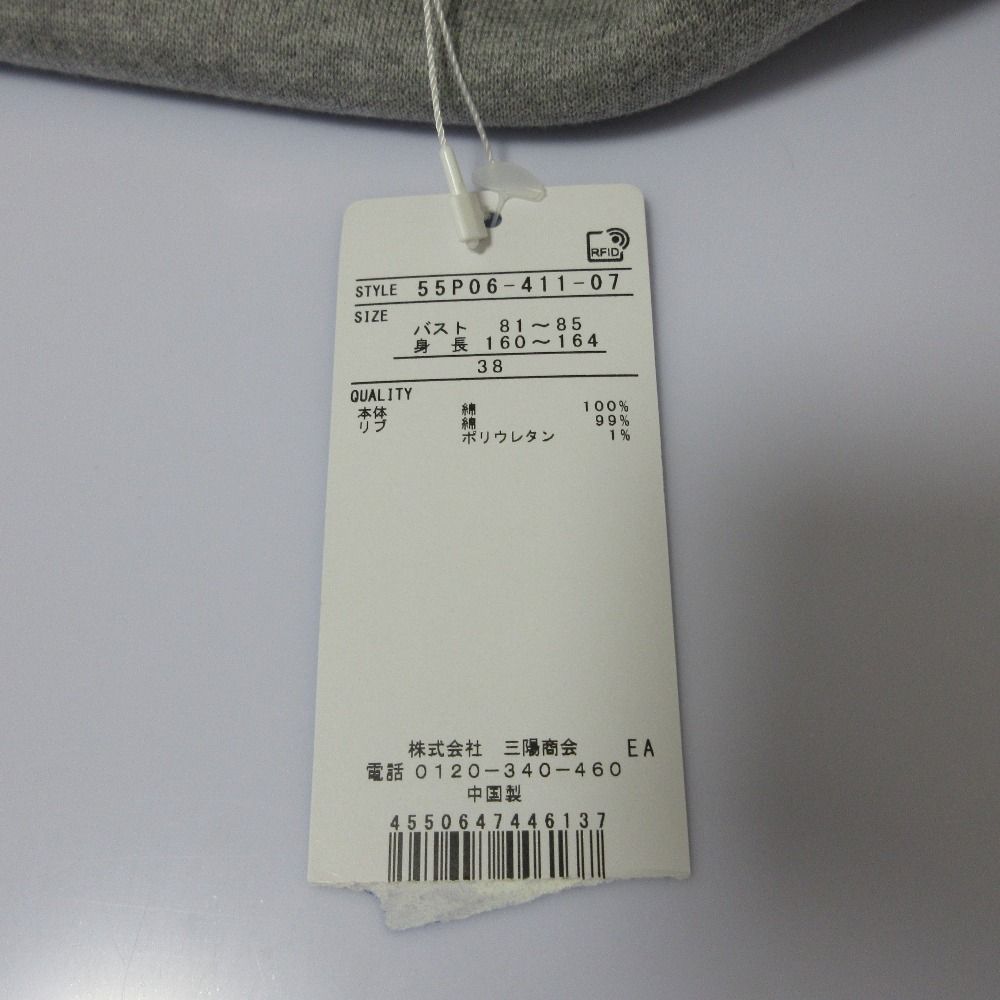 RFID
STYLE 55P06-411-07
SIZE
バスト 81～85
身 長 160～164
38
QUALITY
本体 綿 100%
リブ 綿 99%
ポリウレタン 1%
株式会社 三陽商会 EA
電話 0120-340-460
中国製
4550647446137